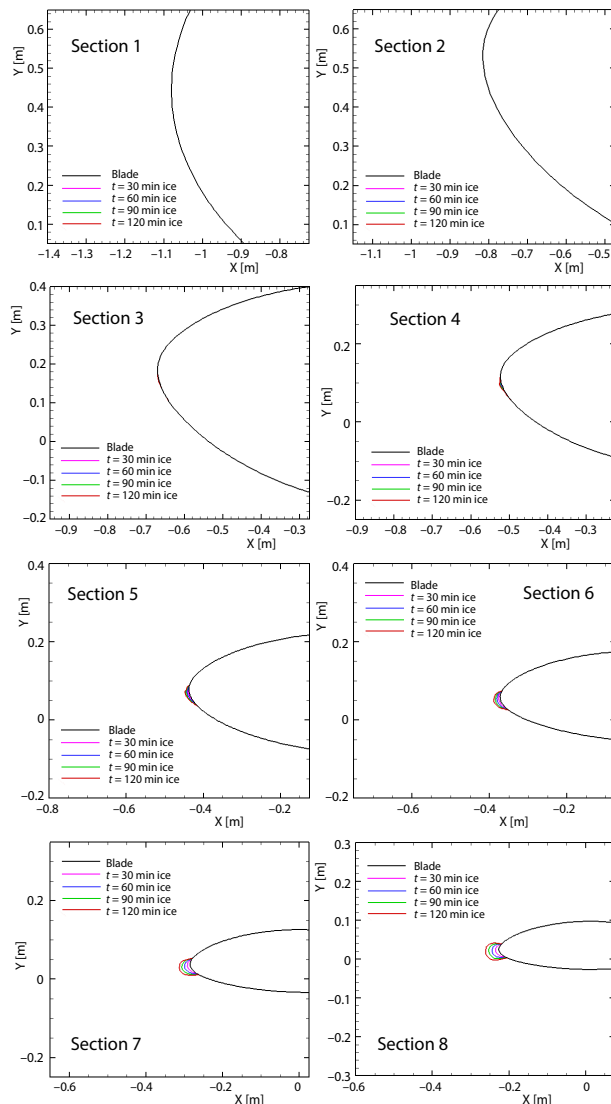 Section 1
Y [m]
0.6
0.5
0.4
0.3
0.2
0.1
Blade
t = 30 min ice
t = 60 min ice
t = 90 min ice
t = 120 min ice
−1.4 −1.3 −1.2 −1.1 −1 −0.9 −0.8
X [m]
Section 2
Y [m]
0.6
0.5
0.4
0.3
0.2
0.1
Blade
t = 30 min ice
t = 60 min ice
t = 90 min ice
t = 120 min ice
−1.1 −1 −0.9 −0.8 −0.7 −0.6 −0.5
X [m]
Section 3
Y [m]
0.4
0.3
0.2
0.1
0
−0.1
−0.2
Blade
t = 30 min ice
t = 60 min ice
t = 90 min ice
t = 120 min ice
−0.9 −0.8 −0.7 −0.6 −0.5 −0.4 −0.3
X [m]
Section 4
Y [m]
0.2
0
−0.2
Blade
t = 30 min ice
t = 60 min ice
t = 90 min ice
t = 120 min ice
−0.8 −0.7 −0.6 −0.5 −0.4 −0.3
X [m]
Section 5
Y [m]
0.4
0.2
0
−0.2
Blade
t = 30 min ice
t = 60 min ice
t = 90 min ice
t = 120 min ice
−0.8 −0.6 −0.4 −0.2
X [m]
Section 6
Y [m]
0.4
0.2
0
−0.2
Blade
t = 30 min ice
t = 60 min ice
t = 90 min ice
t = 120 min ice
−0.6 −0.4 −0.2
X [m]
Section 7
Y [m]
0.2
0
−0.2
Blade
t = 30 min ice
t = 60 min ice
t = 90 min ice
t = 120 min ice
−0.6 −0.4 −0.2 0
X [m]
Section 8
Y [m]
0.3
0.2
0.1
0
−0.1
−0.2
−0.3
Blade
t = 30 min ice
t = 60 min ice
t = 90 min ice
t = 120 min ice
−0.6 −0.4 −0.2 0
X [m]